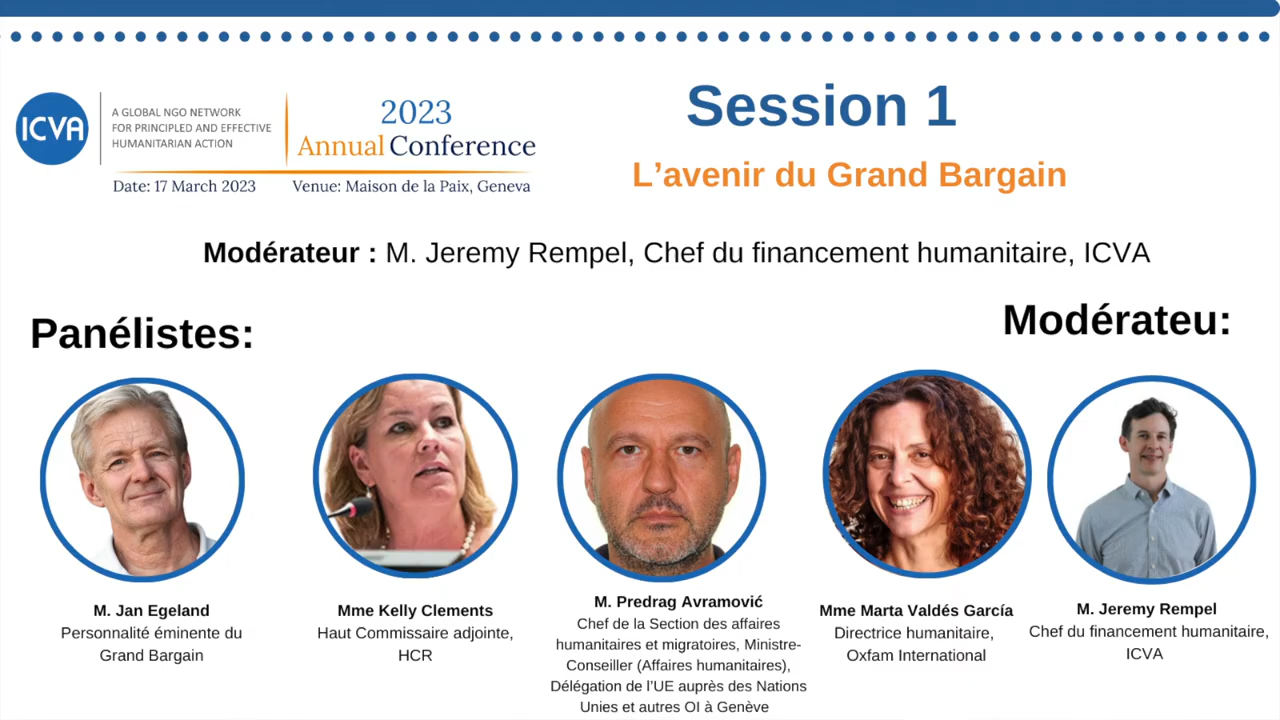 ICVA
A GLOBAL NGO NETWORK
FOR PRINCIPLED AND EFFECTIVE
HUMANITARIAN ACTION
2023
Annual Conference
Date: 17 March 2023 Venue: Maison de la Paix, Geneva
Session 1
L’avenir du Grand Bargain
Modérateur : M. Jeremy Rempel, Chef du financement humanitaire, ICVA
Panélistes:
Modérateu:
M. Jan Egeland
Personnalité éminente du
Grand Bargain
Mme Kelly Clements
Haut Commissaire adjointe,
HCR
M. Predrag Avramović
Chef de la Section des affaires
humanitaires et migratoires, Ministre-
Conseiller (Affaires humanitaires),
Délégation de l’UE auprès des Nations
Unies et autres OI à Genève
Mme Marta Valdés García
Directrice humanitaire,
Oxfam International
M. Jeremy Rempel
Chef du financement humanitaire,
ICVA